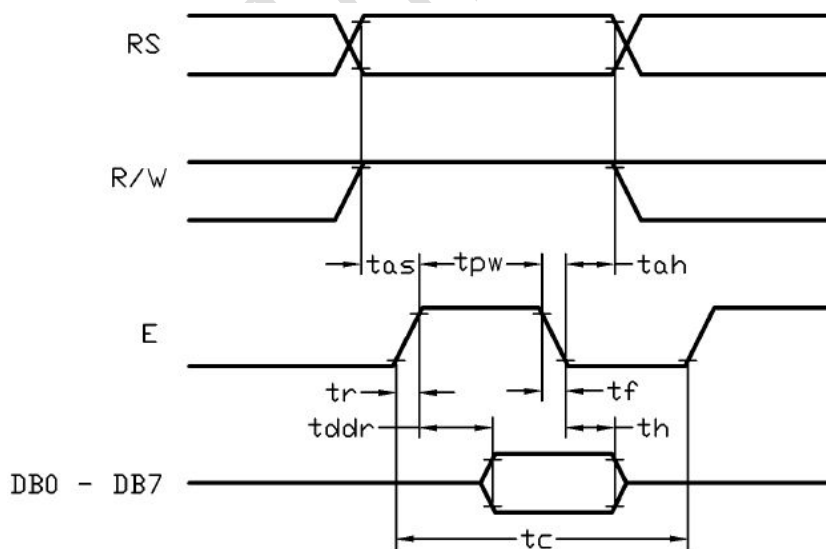 RS
R/W
tas tpw tah
E
tr tf
tddr th
DB0 - DB7
tc